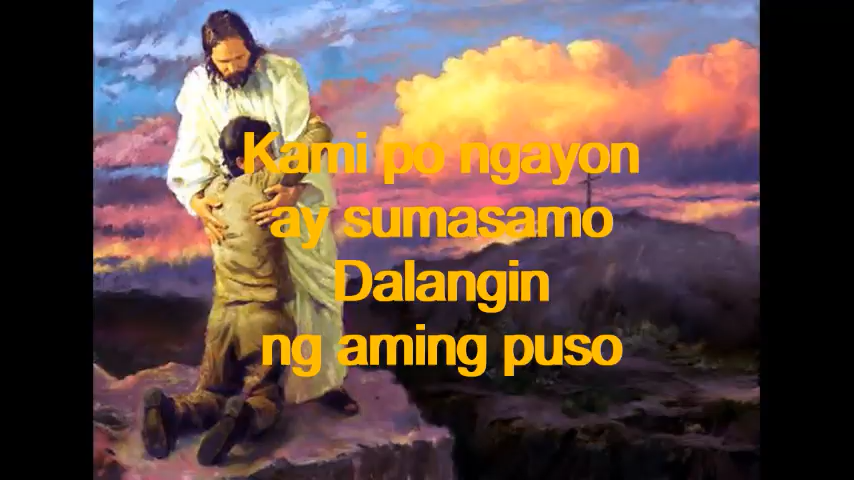 Kami po ngayon
ay sumasamo
Dalangin
ng aming puso